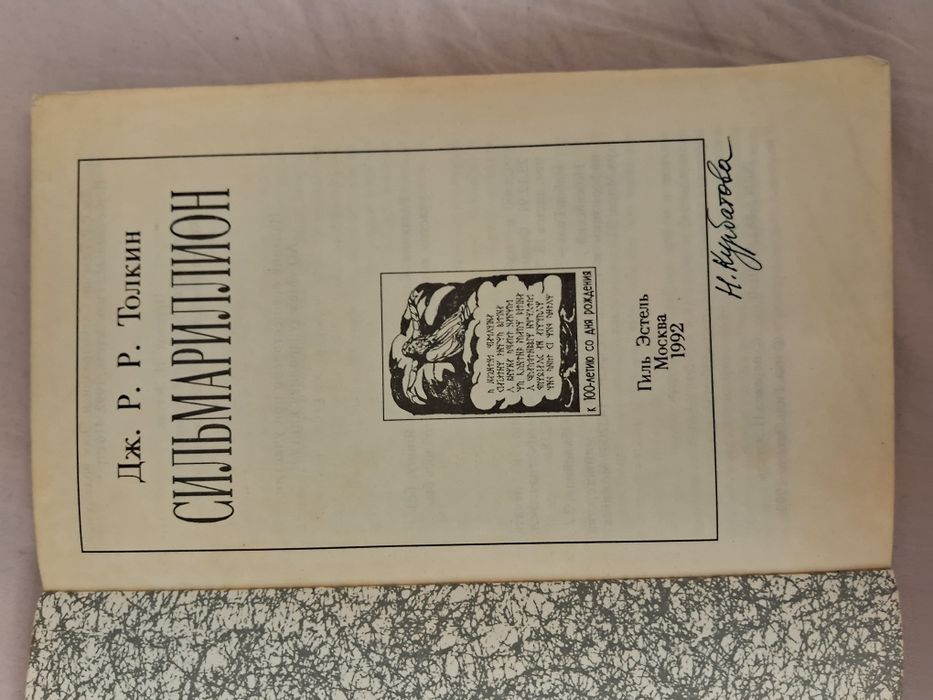 Дж. Р. Р. Толкин
СИЛЬМАРИЛЛИОН
к 100-летию со дня рождения
Гиль Эстель
Москва
1992
Н. Курбатова